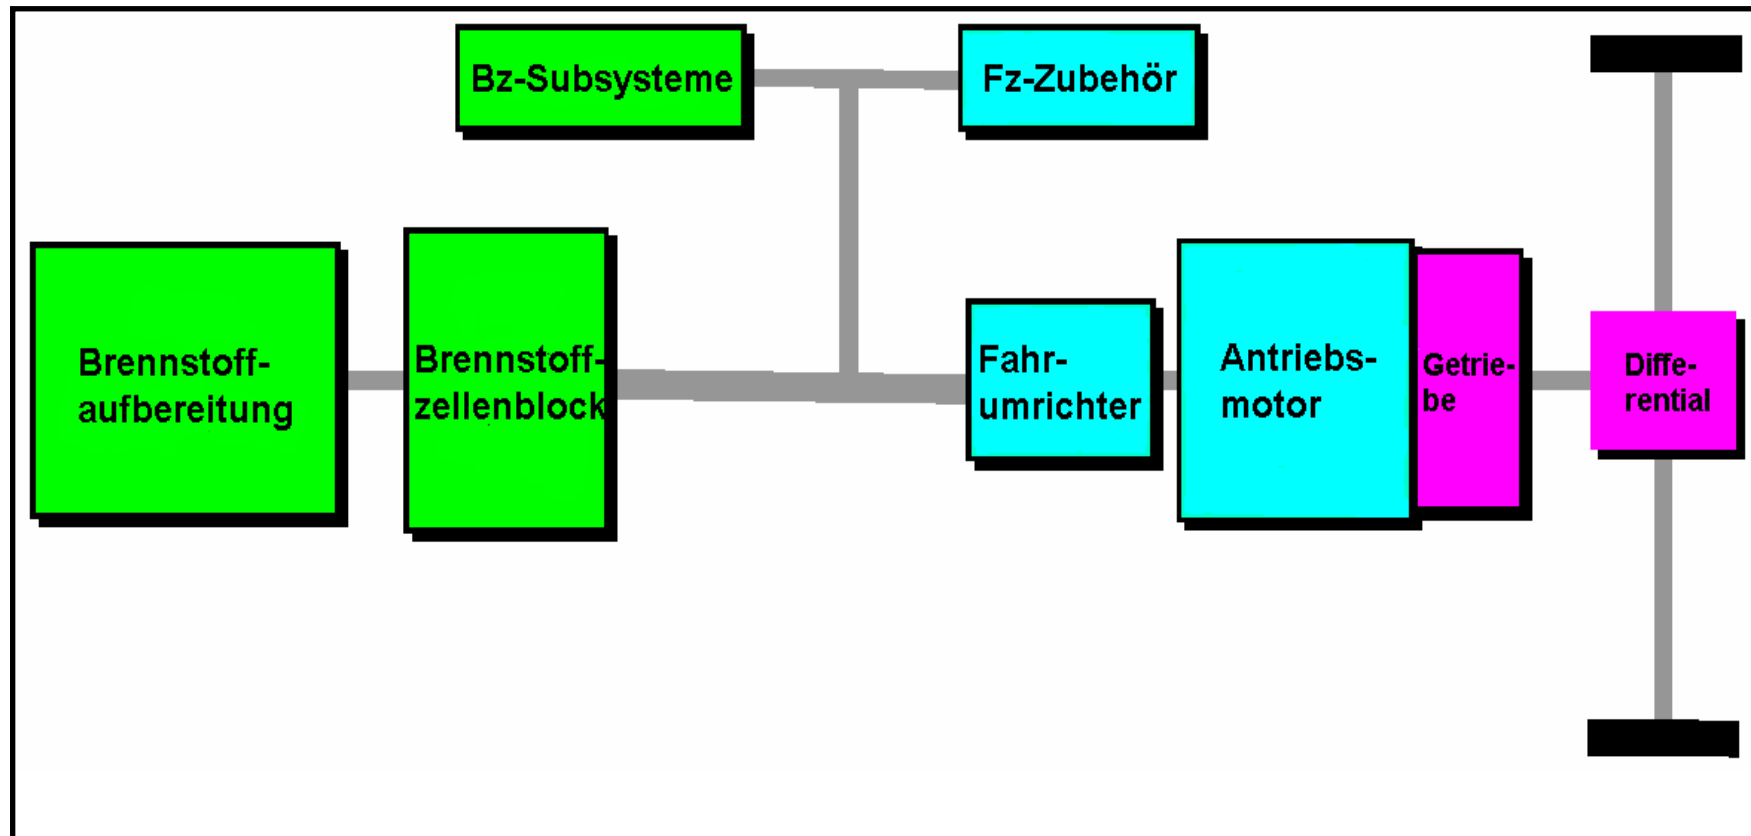 Bz-Subsysteme
Fz-Zubehör
Brennstoff-
aufbereitung
Brennstoff-
zellenblock
Fahr-
umrichter
Antriebs-
motor
Getrie-
be
Diffe-
rential